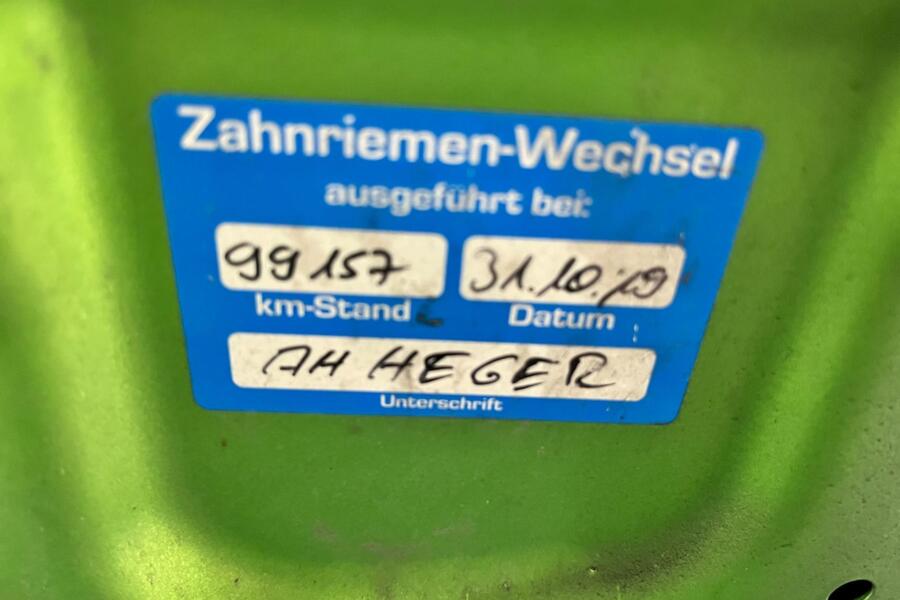 Zahnriemen-Wechsel
ausgeführt bei:
99157 31.10.19
km-Stand Datum
AH HEGER
Unterschrift